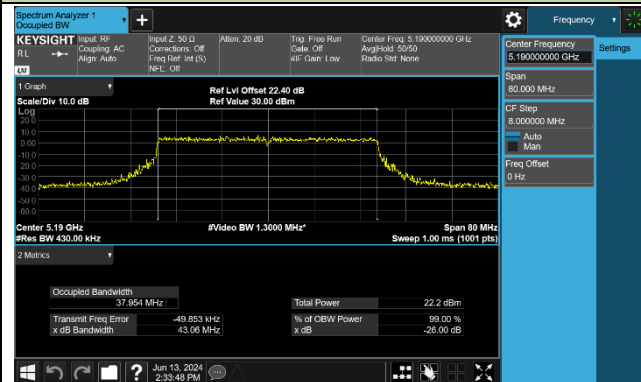 Spectrum Analyzer 1
Occupied BW
+
Frequency
KEYSIGHT
RL
LXI
Input: RF
Coupling: AC
Align: Auto
Input Z: 50 Ω
Corrections: Off
Freq Ref: Int (S)
NFE: Off
Atten: 20 dB
Trig: Free Run
Gate: Off
#IF Gain: Low
Center Freq: 5.190000000 GHz
Avg|Hold: 50/50
Radio Std: None
Center Frequency
5.190000000 GHz
Settings
Span
80.000 MHz
CF Step
8.000000 MHz
Auto
Man
Freq Offset
0 Hz
1 Graph
Scale/Div 10.0 dB
Ref Lvl Offset 22.40 dB
Ref Value 30.00 dBm
Log
20.0
10.0
0.00
-10.0
-20.0
-30.0
-40.0
-50.0
-60.0
Center 5.19 GHz
#Res BW 430.00 kHz
#Video BW 1.3000 MHz*
Span 80 MHz
Sweep 1.00 ms (1001 pts)
2 Metrics
Occupied Bandwidth
37.954 MHz
Total Power 22.2 dBm
Transmit Freq Error -49.853 kHz
% of OBW Power 99.00 %
x dB Bandwidth 43.06 MHz
x dB -26.00 dB
?
Jun 13, 2024
2:33:48 PM